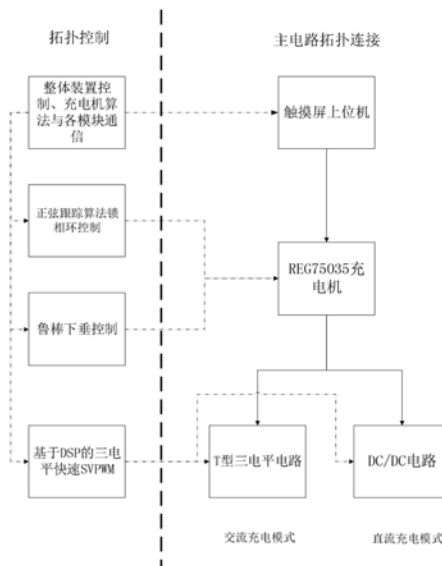 拓扑控制
主电路拓扑连接
整体装置控
制、充电机算
法与各模块通
信
触摸屏上位机
正弦跟踪算法锁
相环控制
REG75035充
电机
鲁棒下垂控制
基于DSP的三电
平快速SVPWM
T型三电平电路
DC/DC电路
交流充电模式
直流充电模式